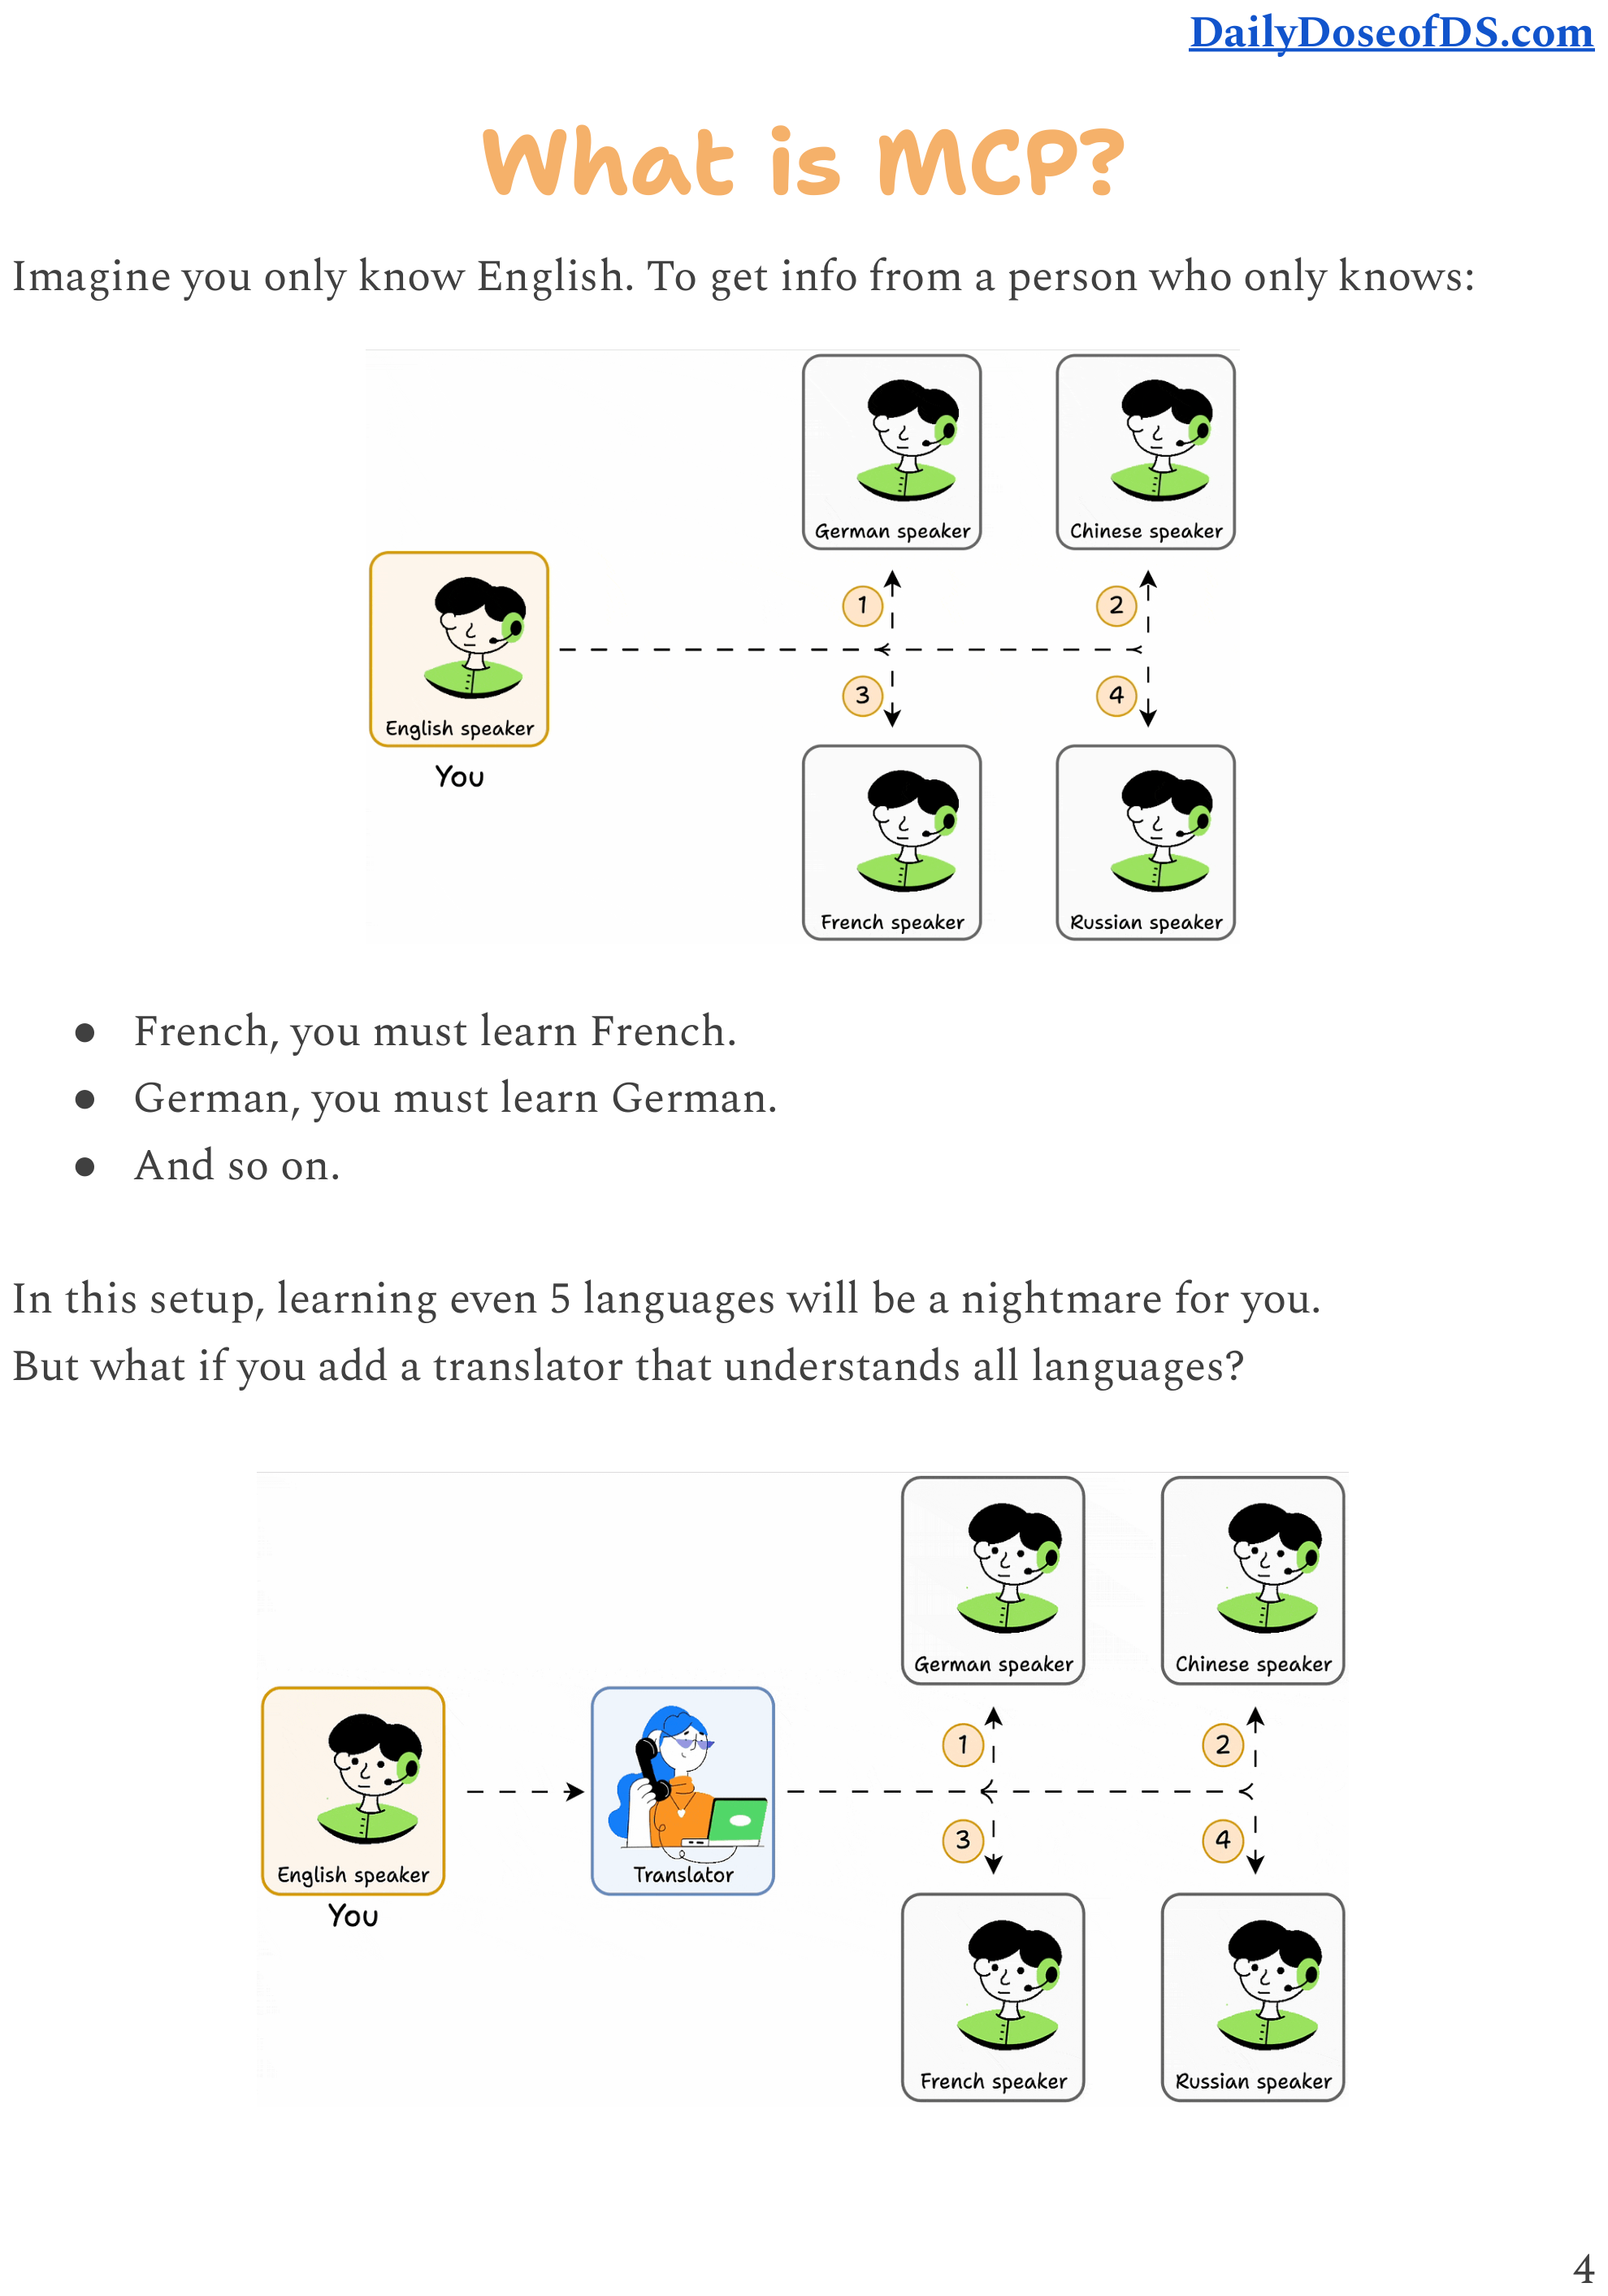 DailyDoseofDS.com
What is MCP?
Imagine you only know English. To get info from a person who only knows:
German speaker
Chinese speaker
1
2
English speaker
You
3
4
French speaker
Russian speaker
● French, you must learn French.
● German, you must learn German.
● And so on.
In this setup, learning even 5 languages will be a nightmare for you.
But what if you add a translator that understands all languages?
German speaker
Chinese speaker
1
2
English speaker
You
Translator
3
4
French speaker
Russian speaker
4